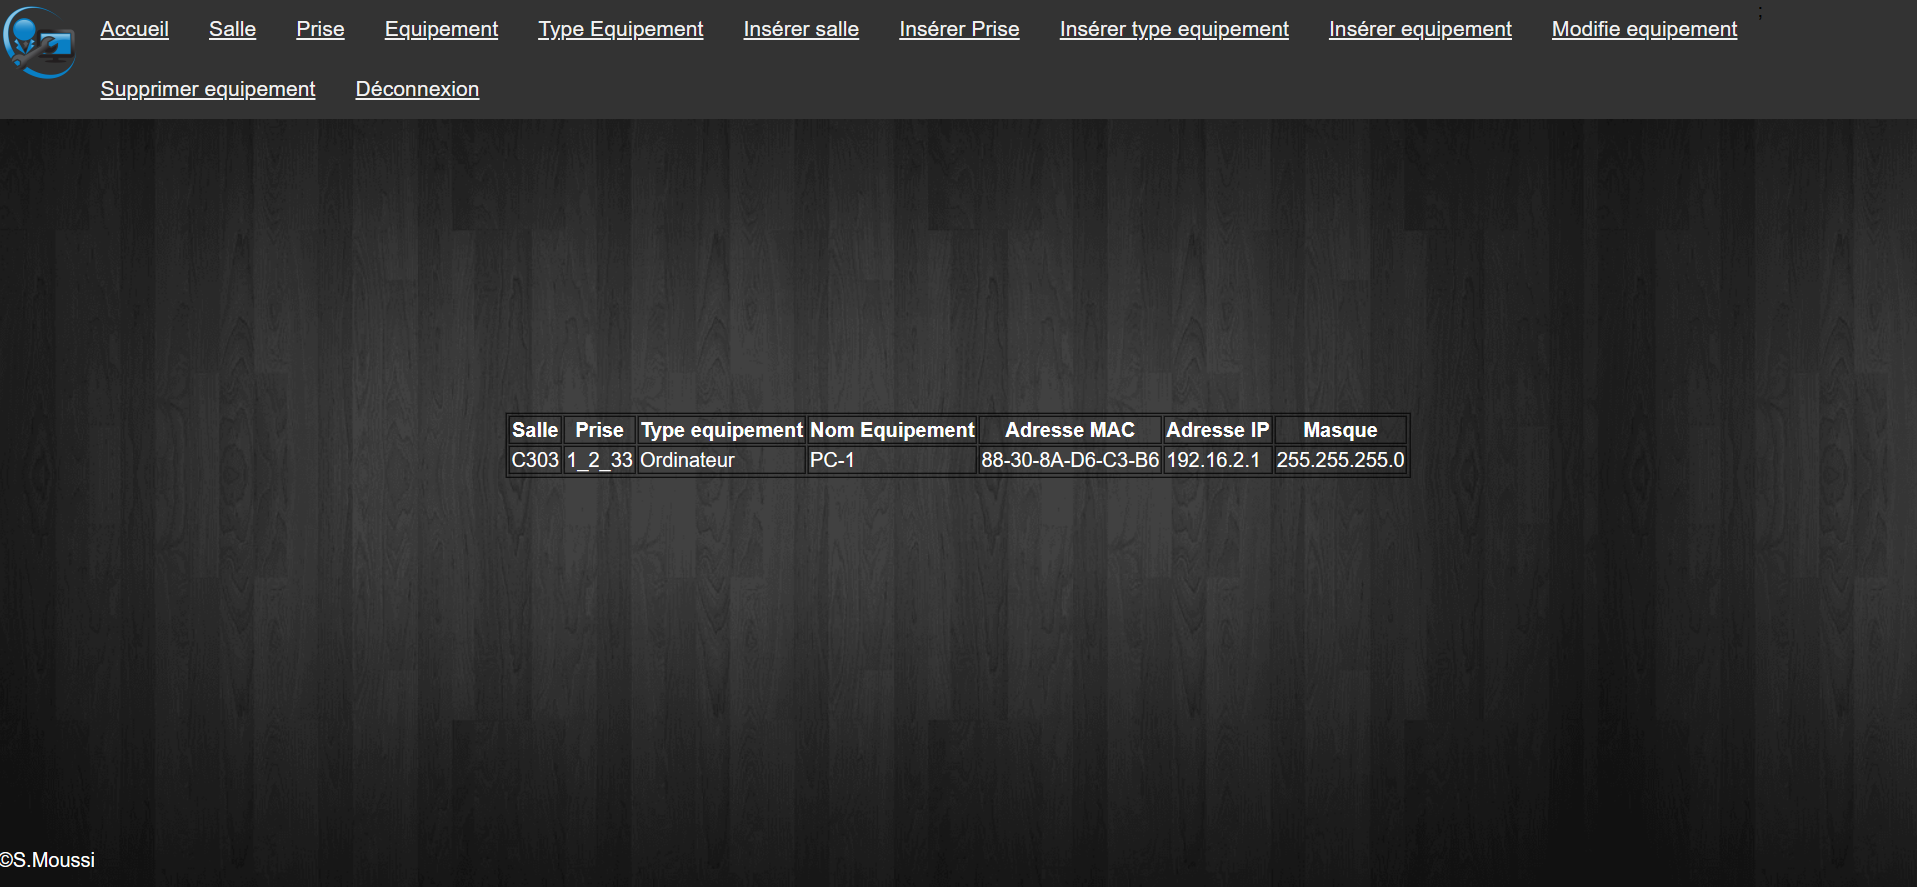 Accueil Salle Prise Equipement Type Equipement Insérer salle Insérer Prise Insérer type equipement Insérer equipement Modifie equipement ;
Supprimer equipement Déconnexion
Salle Prise Type equipement Nom Equipement Adresse MAC Adresse IP Masque
C303 1_2_33 Ordinateur PC-1 88-30-8A-D6-C3-B6 192.16.2.1 255.255.255.0
©S.Moussi